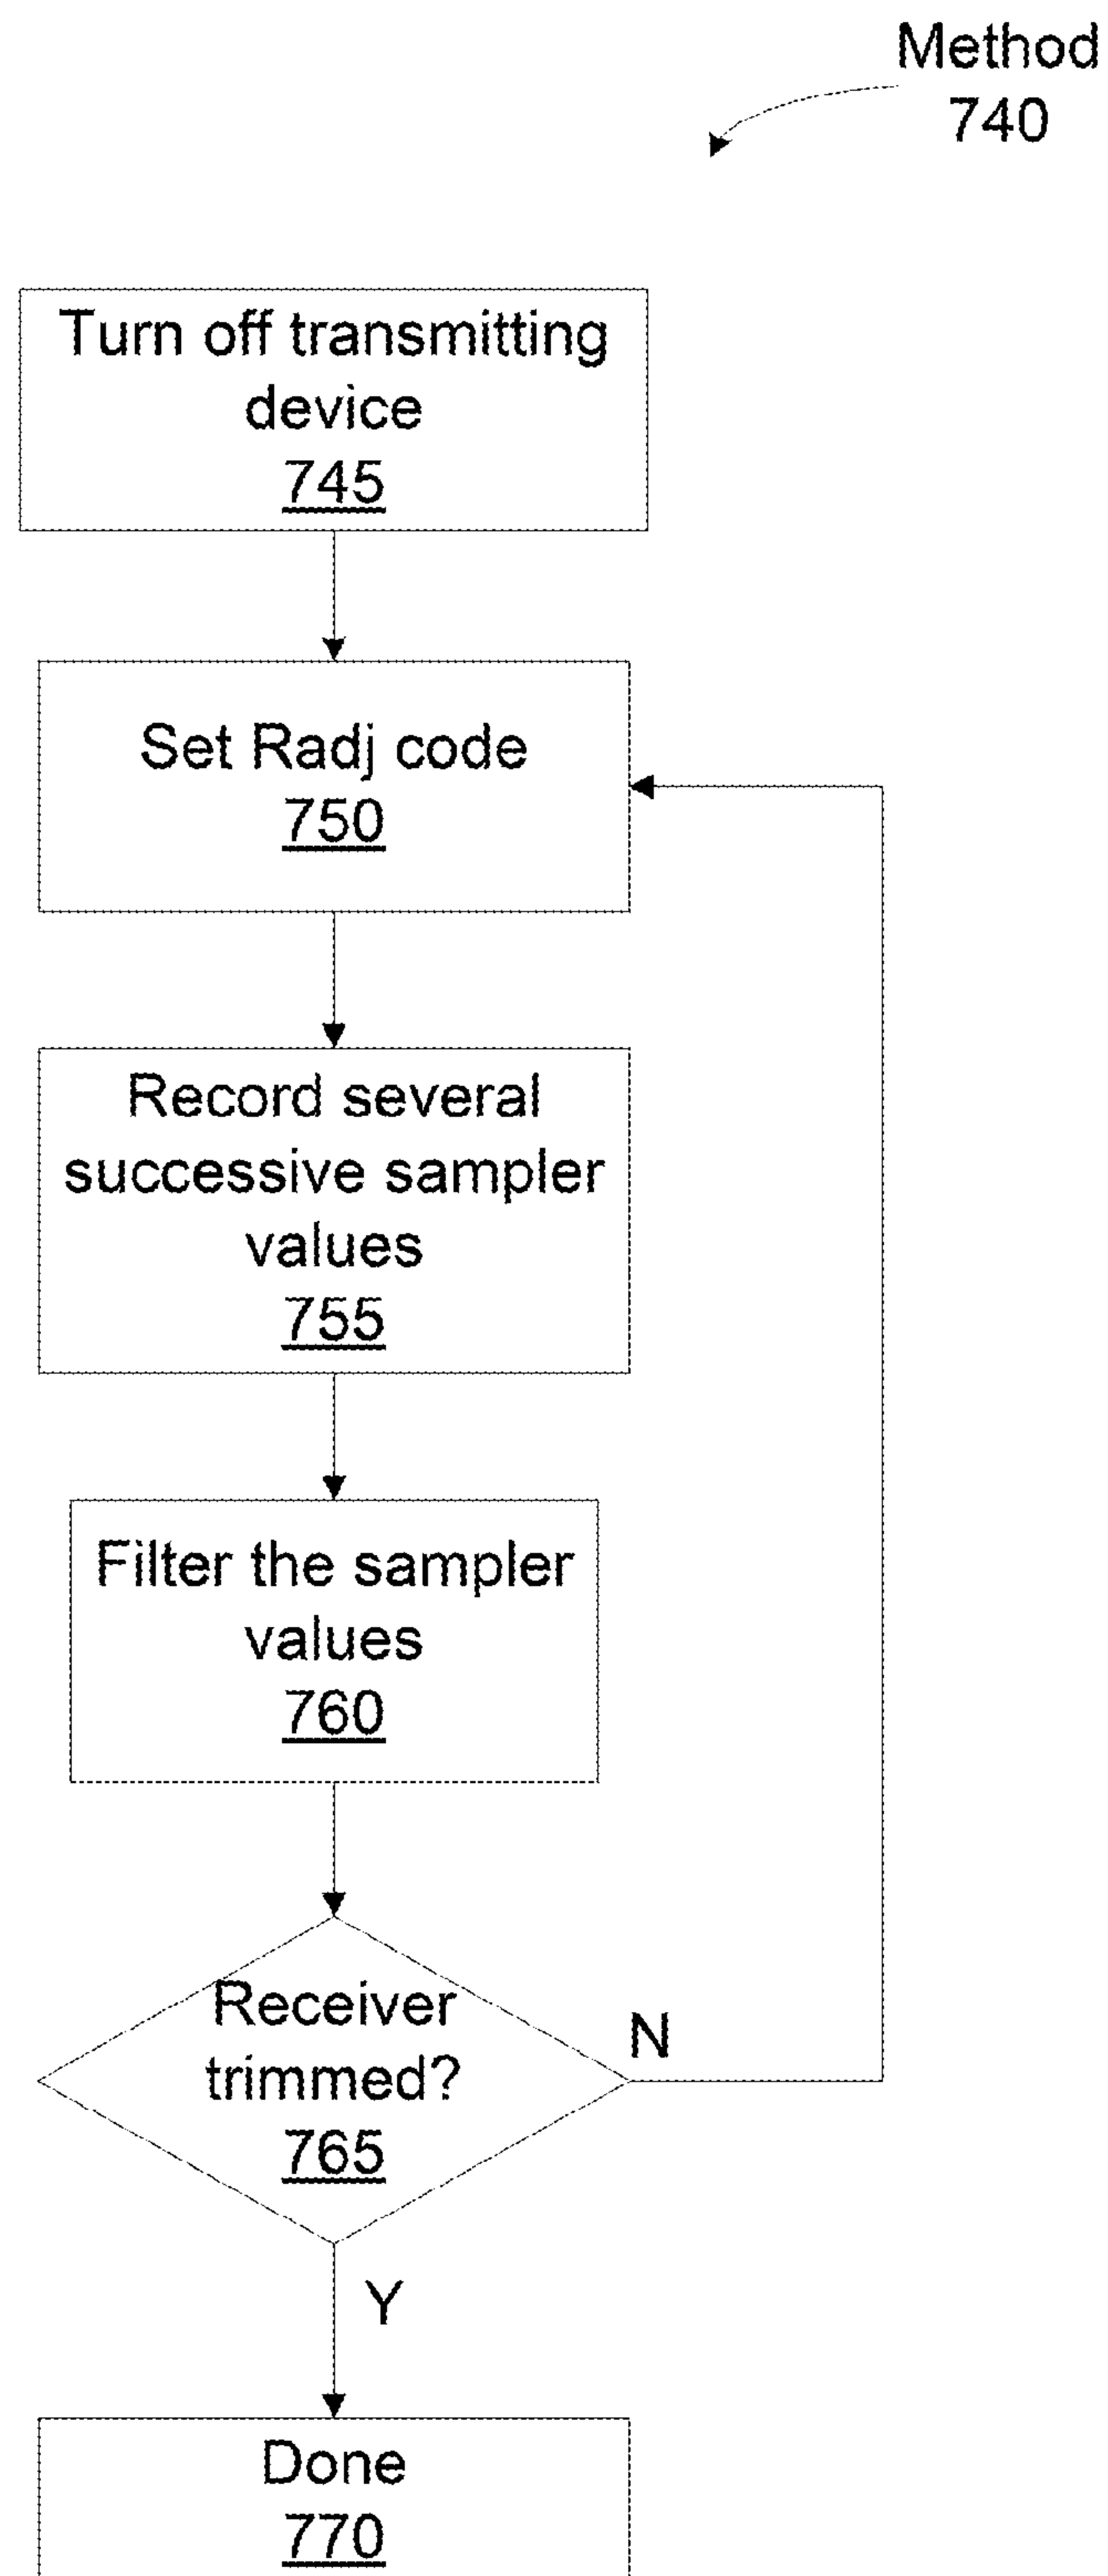 Method
740
Turn off transmitting
device
745
Set Radj code
750
Record several
successive sampler
values
755
Filter the sampler
values
760
Receiver
trimmed?
765
N
Y
Done
770